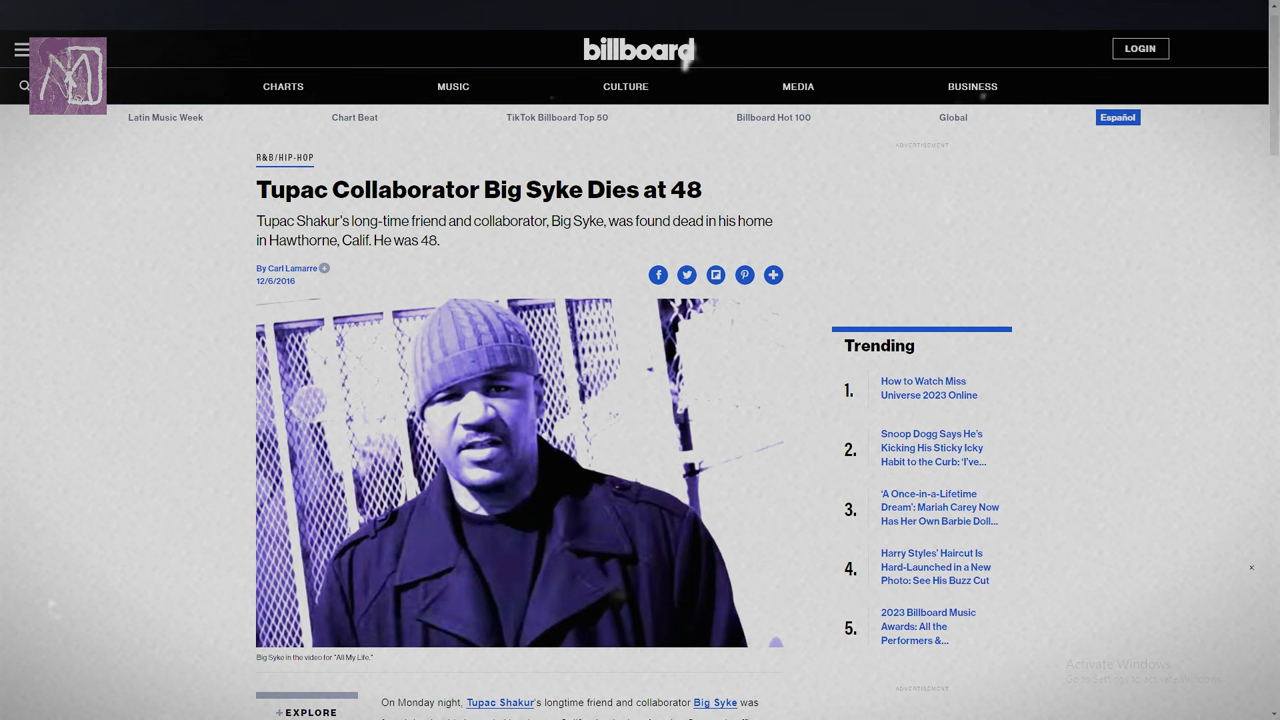 billboard
LOGIN
CHARTS
MUSIC
CULTURE
MEDIA
BUSINESS
Latin Music Week
Chart Beat
TikTok Billboard Top 50
Billboard Hot 100
Global
Español
ADVERTISEMENT
R&B/HIP-HOP
Tupac Collaborator Big Syke Dies at 48
Tupac Shakur's long-time friend and collaborator, Big Syke, was found dead in his home
in Hawthorne, Calif. He was 48.
By Carl Lamarre
12/6/2016
Trending
1.
How to Watch Miss
Universe 2023 Online
2.
Snoop Dogg Says He's
Kicking His Sticky Icky
Habit to the Curb: 'I've...
3.
'A Once-in-a-Lifetime
Dream': Mariah Carey Now
Has Her Own Barbie Doll...
4.
Harry Styles' Haircut Is
Hard-Launched in a New
Photo: See His Buzz Cut
5.
2023 Billboard Music
Awards: All the
Performers &...
Big Syke in the video for "All My Life."
Activate Windows
Go to Settings to activate Windows.
ADVERTISEMENT
+EXPLORE
On Monday night, Tupac Shakur's longtime friend and collaborator Big Syke was